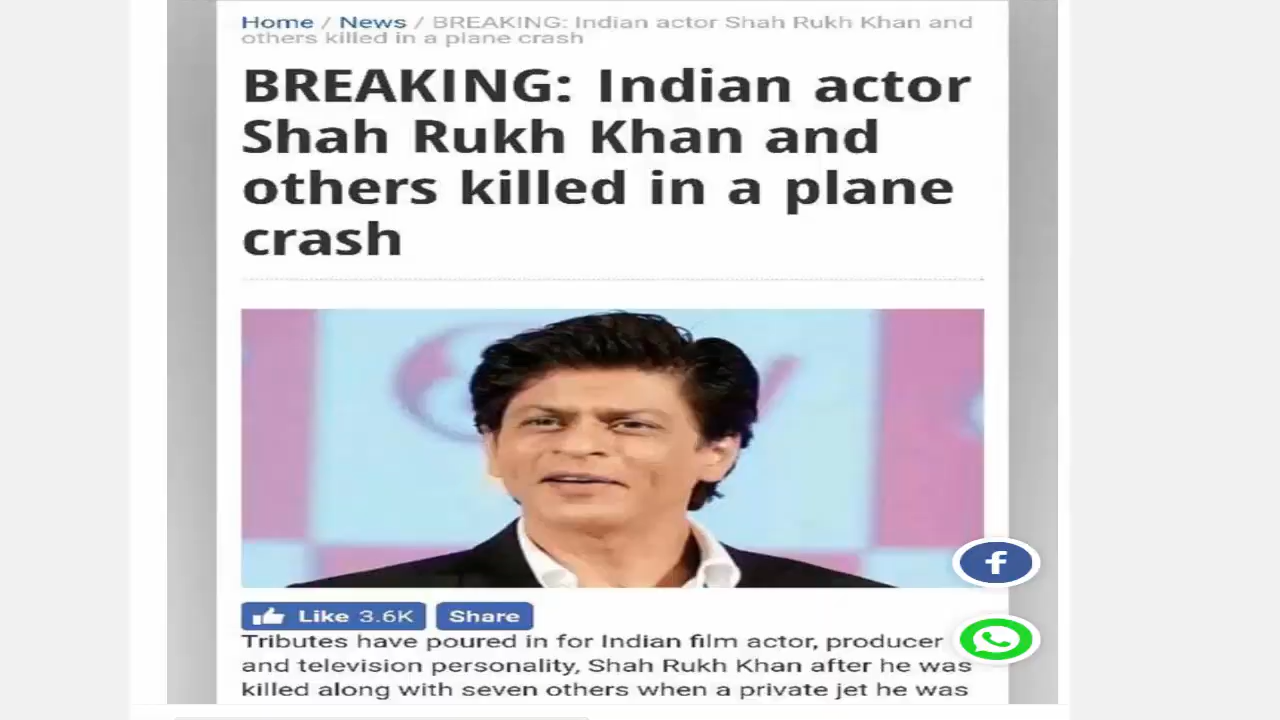 Home / News / BREAKING: Indian actor Shah Rukh Khan and
others killed in a plane crash
BREAKING: Indian actor
Shah Rukh Khan and
others killed in a plane
crash
Like 3.6K Share
Tributes have poured in for Indian film actor, producer
and television personality, Shah Rukh Khan after he was
killed along with seven others when a private jet he was